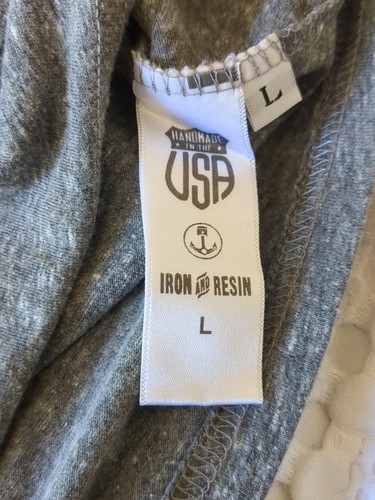 L
HANDMADE
IN THE
USA
IRON AND RESIN
L